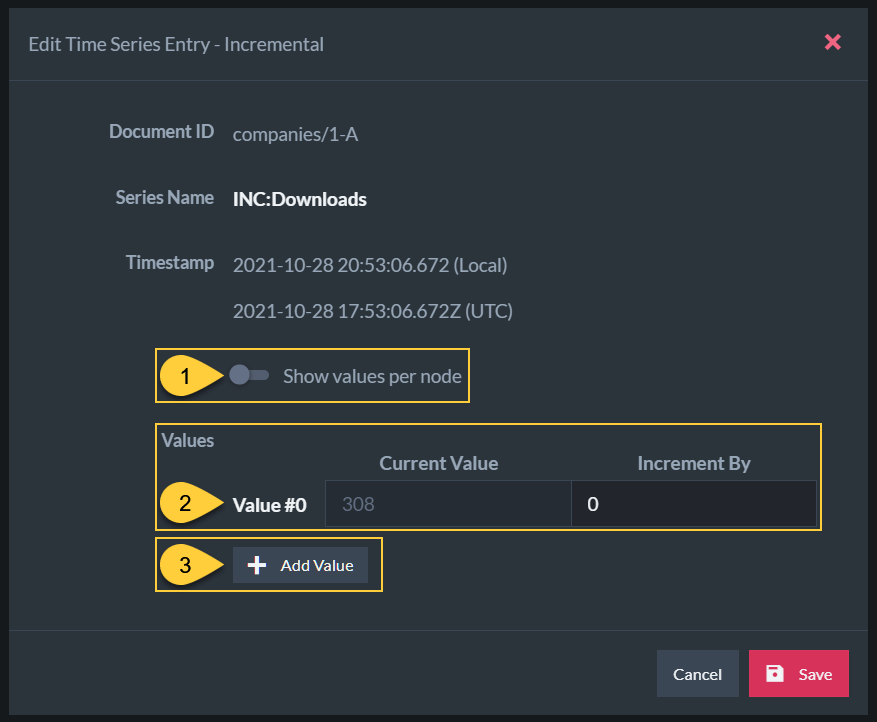 Edit Time Series Entry - Incremental
Document ID companies/1-A
Series Name INC:Downloads
Timestamp 2021-10-28 20:53:06.672 (Local)
2021-10-28 17:53:06.672Z (UTC)
1 Show values per node
Values
Current Value Increment By
2 Value #0 308 0
3 Add Value
Cancel Save